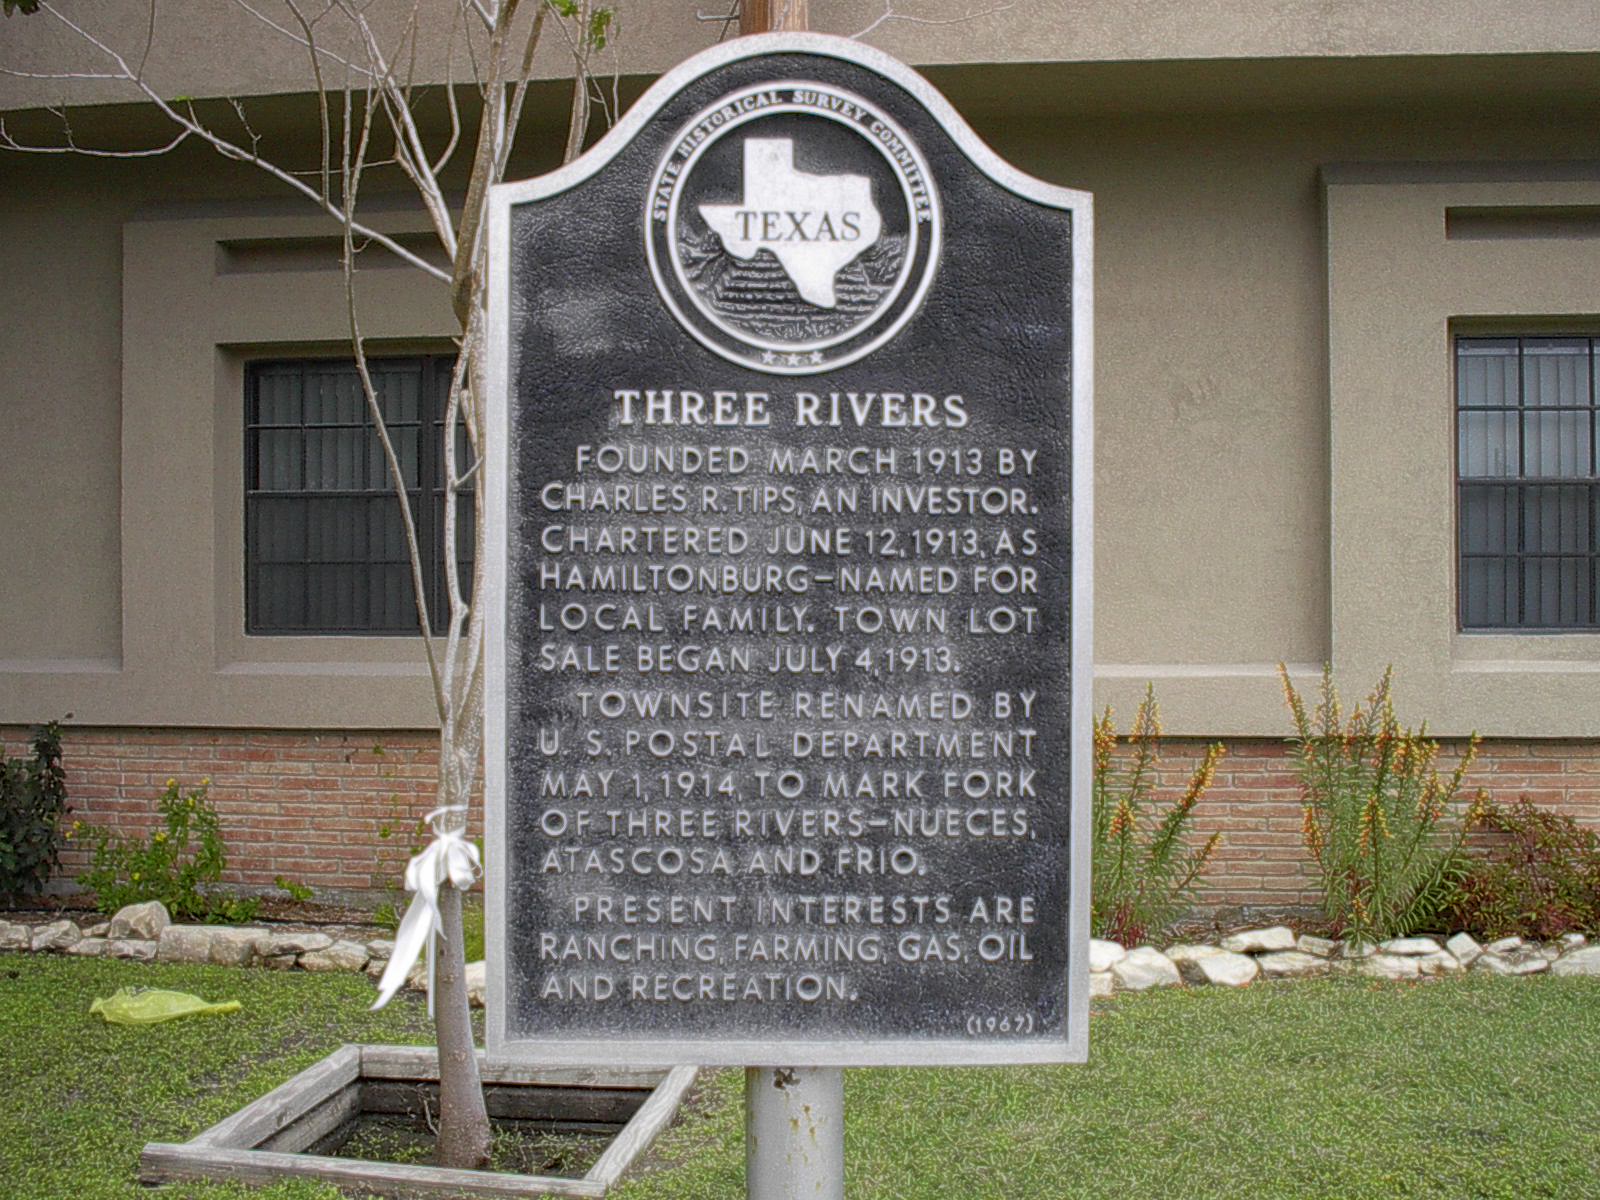 STATE HISTORICAL SURVEY COMMITTEE
TEXAS
THREE RIVERS
FOUNDED MARCH 1913 BY
CHARLES R. TIPS, AN INVESTOR.
CHARTERED JUNE 12, 1913, AS
HAMILTONBURG—NAMED FOR
LOCAL FAMILY. TOWN LOT
SALE BEGAN JULY 4, 1913.
TOWNSITE RENAMED BY
U. S. POSTAL DEPARTMENT
MAY 1, 1914, TO MARK FORK
OF THREE RIVERS—NUECES,
ATASCOSA AND FRIO.
PRESENT INTERESTS ARE
RANCHING, FARMING, GAS, OIL
AND RECREATION.
(1967)